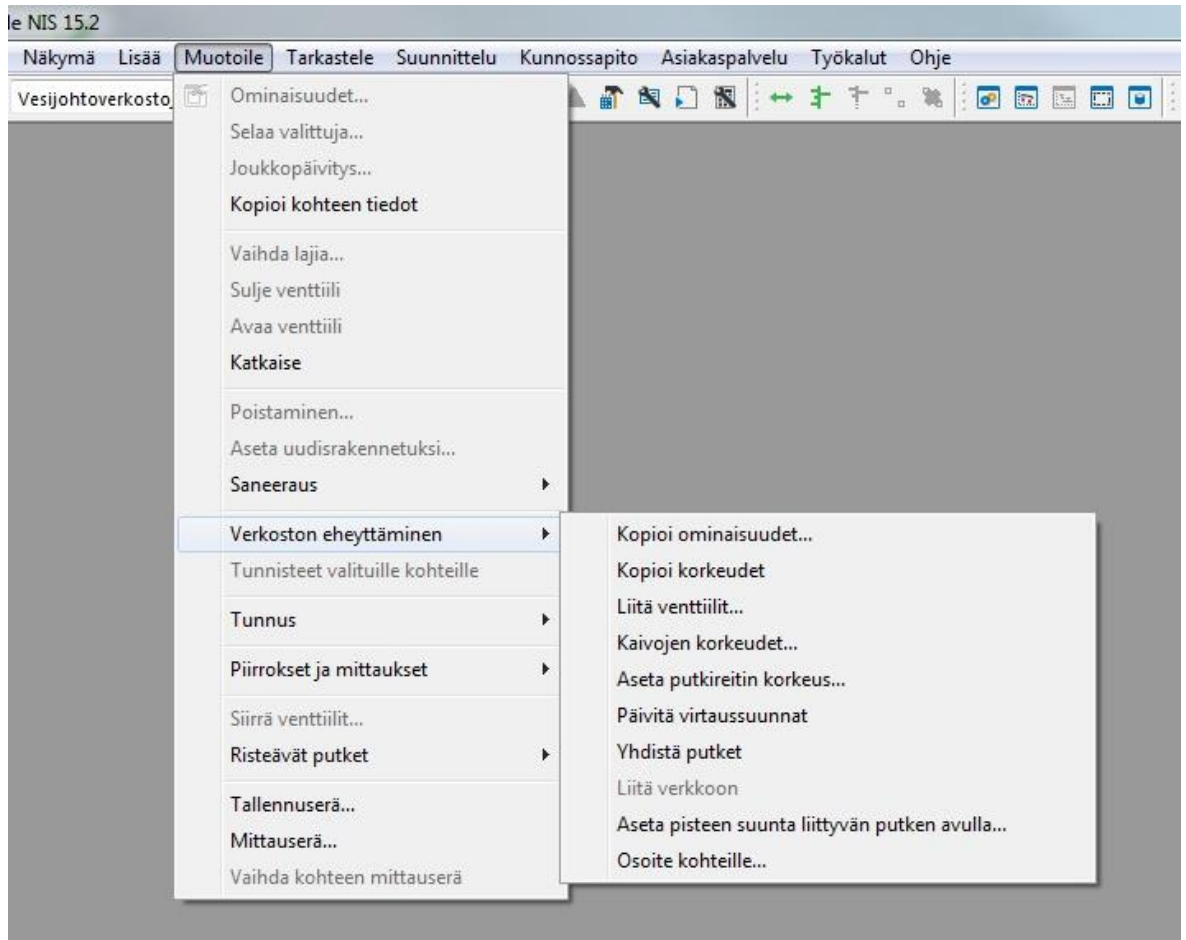 le NIS 15.2
Näkymä Lisää Muotoile Tarkastele Suunnittelu Kunnossapito Asiakaspalvelu Työkalut Ohje
Vesijohtoverkosto
Ominaisuudet...
Selaa valittuja...
Joukkopäivitys...
Kopioi kohteen tiedot
Vaihda lajia...
Sulje venttiili
Avaa venttiili
Katkaise
Poistaminen...
Aseta uudisrakennetuksi...
Saneeraus
Verkoston eheyttäminen
Tunnisteet valituille kohteille
Tunnus
Piirrokset ja mittaukset
Siirrä venttiilit...
Risteävät putket
Tallennuserä...
Mittauserä...
Vaihda kohteen mittauserä
Kopioi ominaisuudet...
Kopioi korkeudet
Liitä venttiilit...
Kaivojen korkeudet...
Aseta putkireitin korkeus...
Päivitä virtaussuunnat
Yhdistä putket
Liitä verkkoon
Aseta pisteen suunta liittyvän putken avulla...
Osoite kohteille...